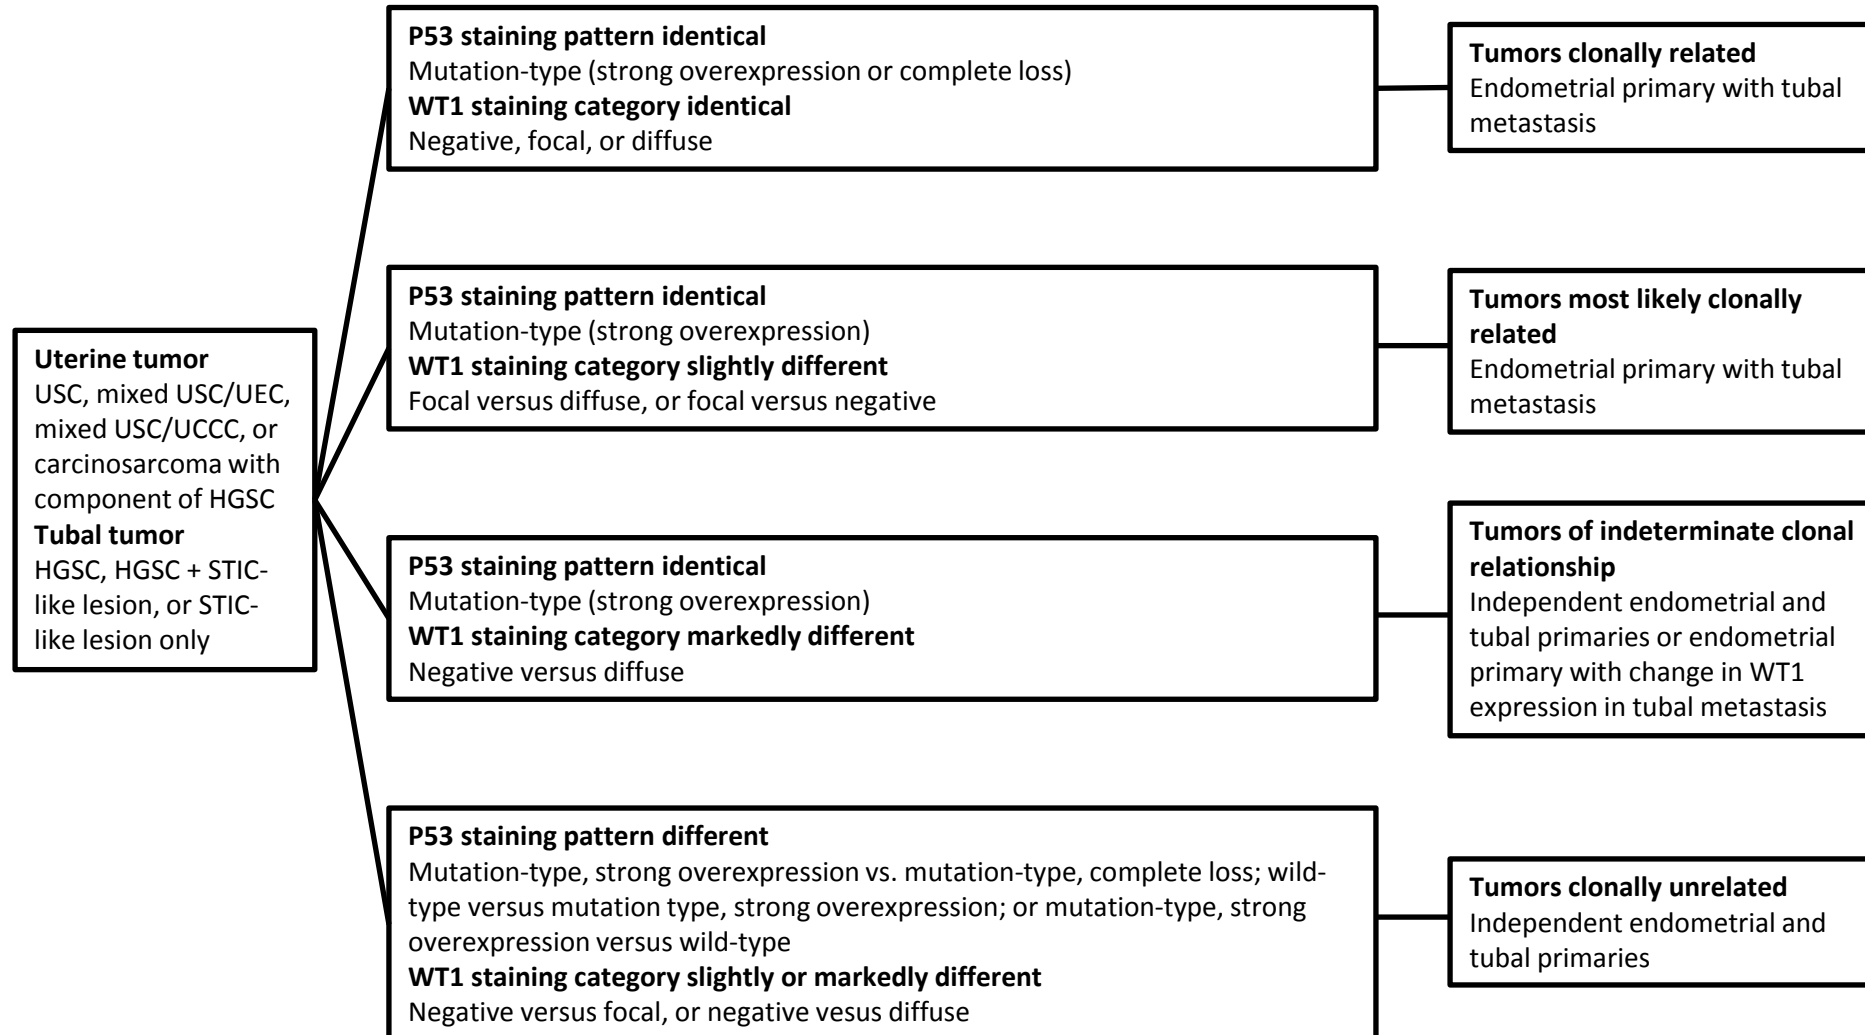 Uterine tumor
USC, mixed USC/UEC,
mixed USC/UCCC, or
carcinosarcoma with
component of HGSC
Tubal tumor
HGSC, HGSC + STIC-
like lesion, or STIC-
like lesion only
P53 staining pattern identical
Mutation-type (strong overexpression or complete loss)
WT1 staining category identical
Negative, focal, or diffuse
Tumors clonally related
Endometrial primary with tubal
metastasis
P53 staining pattern identical
Mutation-type (strong overexpression)
WT1 staining category slightly different
Focal versus diffuse, or focal versus negative
Tumors most likely clonally
related
Endometrial primary with tubal
metastasis
P53 staining pattern identical
Mutation-type (strong overexpression)
WT1 staining category markedly different
Negative versus diffuse
Tumors of indeterminate clonal
relationship
Independent endometrial and
tubal primaries or endometrial
primary with change in WT1
expression in tubal metastasis
P53 staining pattern different
Mutation-type, strong overexpression vs. mutation-type, complete loss; wild-
type versus mutation type, strong overexpression; or mutation-type, strong
overexpression versus wild-type
WT1 staining category slightly or markedly different
Negative versus focal, or negative vesus diffuse
Tumors clonally unrelated
Independent endometrial and
tubal primaries